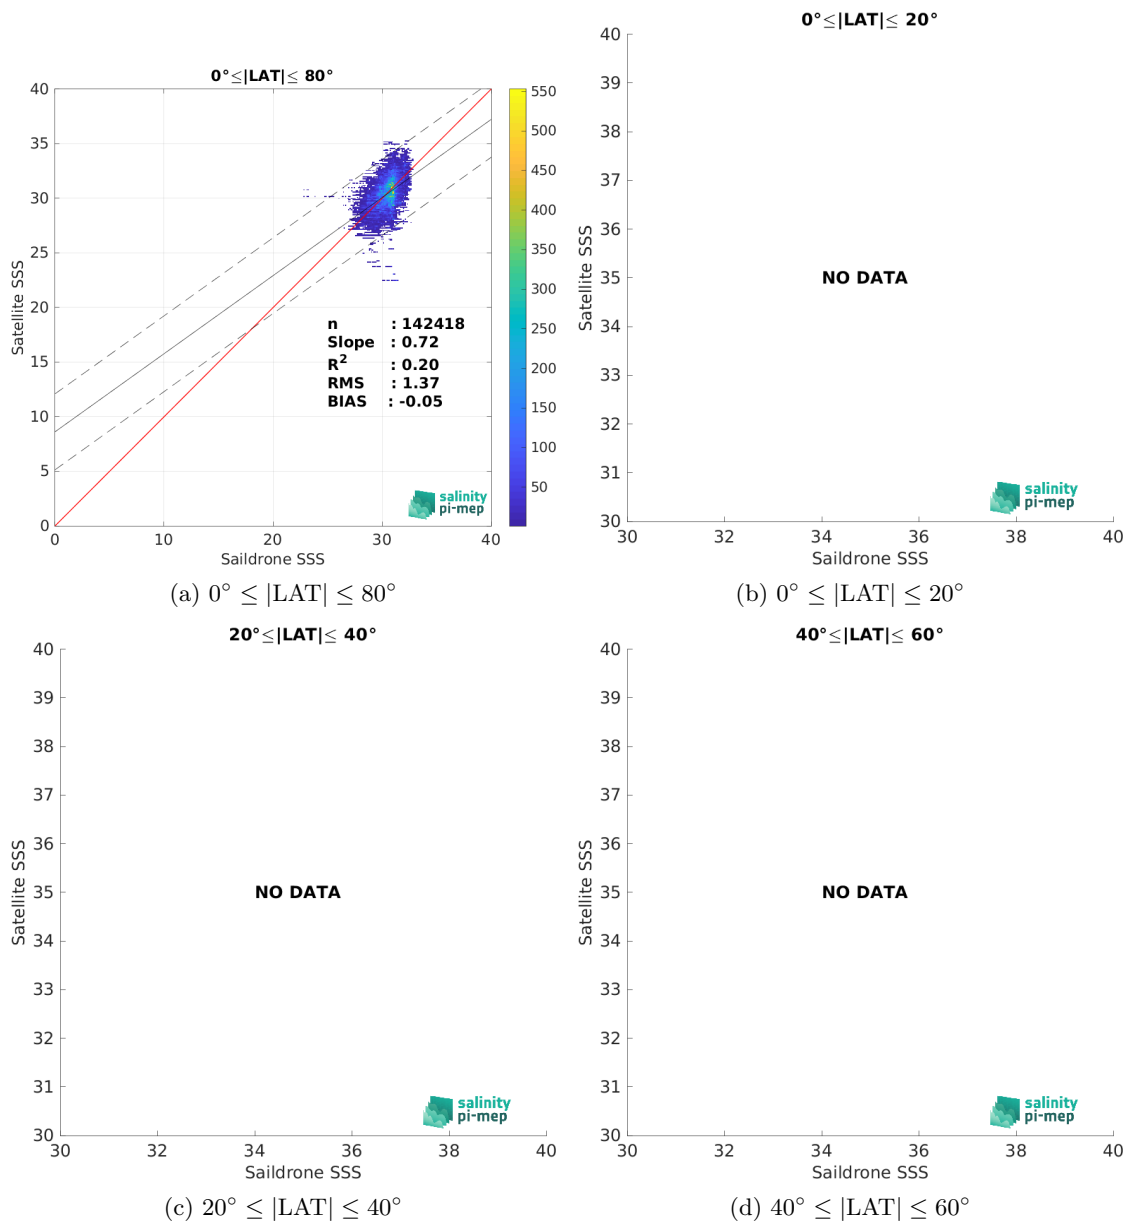 0°≤|LAT|≤ 80°
40
35
30
25
20
15
10
5
0
Satellite SSS
0
10
20
30
40
Saildrone SSS
n : 142418
Slope : 0.72
R² : 0.20
RMS : 1.37
BIAS : -0.05
550
500
450
400
350
300
250
200
150
100
50
salinity
pi-mep
(a) 0° ≤ |LAT| ≤ 80°
0°≤|LAT|≤ 20°
40
39
38
37
36
35
34
33
32
31
30
Satellite SSS
NO DATA
salinity
pi-mep
30
32
34
36
38
40
Saildrone SSS
(b) 0° ≤ |LAT| ≤ 20°
20°≤|LAT|≤ 40°
40
39
38
37
36
35
34
33
32
31
30
Satellite SSS
NO DATA
salinity
pi-mep
30
32
34
36
38
40
Saildrone SSS
(c) 20° ≤ |LAT| ≤ 40°
40°≤|LAT|≤ 60°
40
39
38
37
36
35
34
33
32
31
30
Satellite SSS
NO DATA
salinity
pi-mep
30
32
34
36
38
40
Saildrone SSS
(d) 40° ≤ |LAT| ≤ 60°